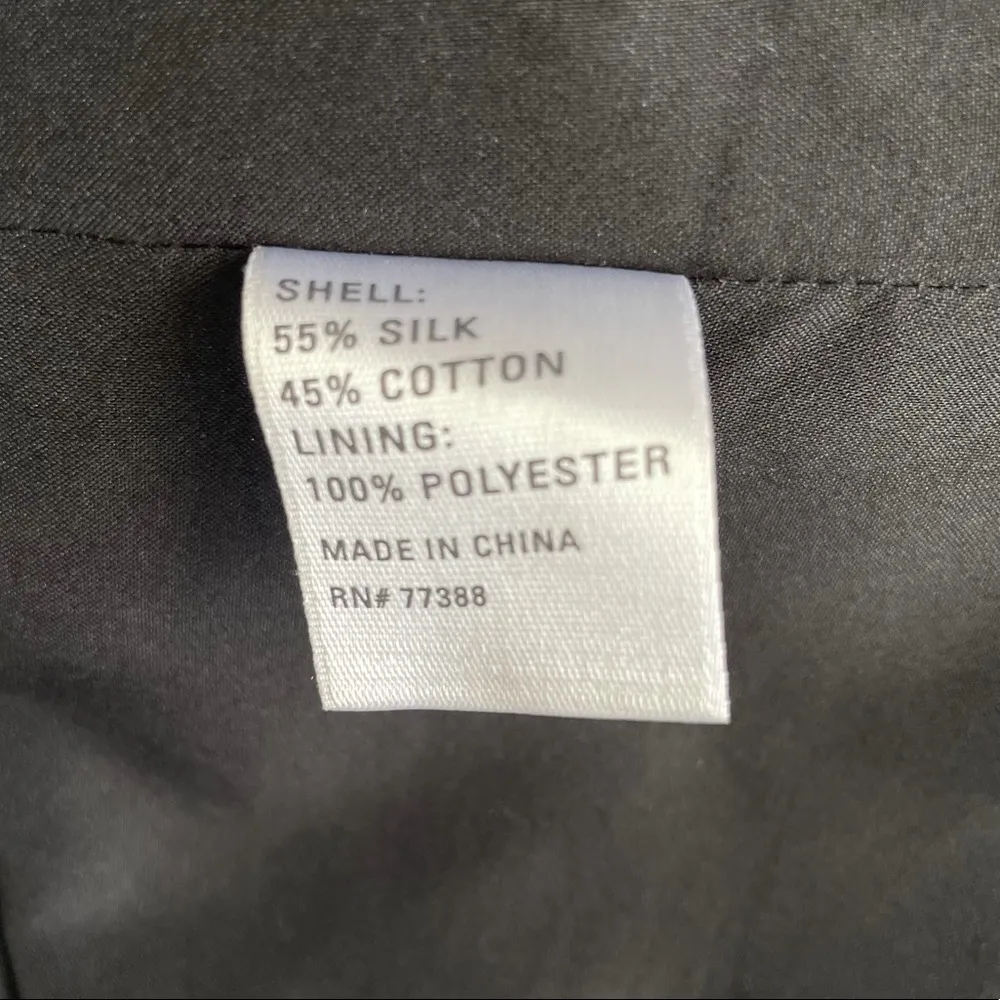 SHELL:
55% SILK
45% COTTON
LINING:
100% POLYESTER
MADE IN CHINA
RN# 77388